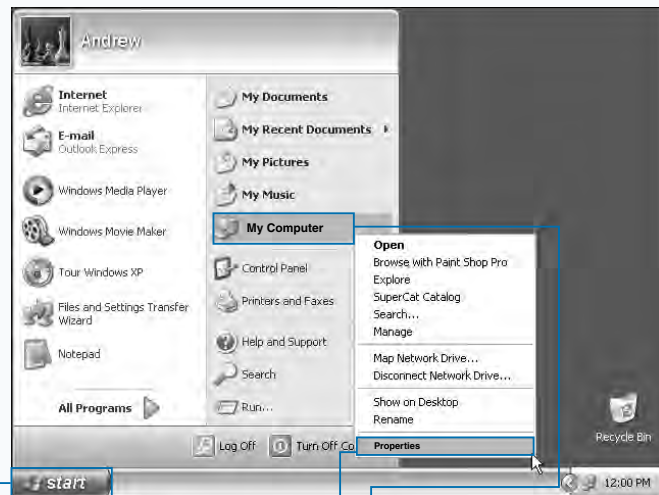 Andrew
Internet
Internet Explorer
E-mail
Outlook Express
Windows Media Player
Windows Movie Maker
Tour Windows XP
Files and Settings Transfer
Wizard
Notepad
All Programs
My Documents
My Recent Documents
My Pictures
My Music
My Computer
Control Panel
Printers and Faxes
Help and Support
Search
Run...
Open
Browse with Paint Shop Pro
Explore
SuperCat Catalog
Search...
Manage
Map Network Drive...
Disconnect Network Drive...
Show on Desktop
Rename
Properties
Log Off
Turn Off Co
Recycle Bin
start
12:00 PM